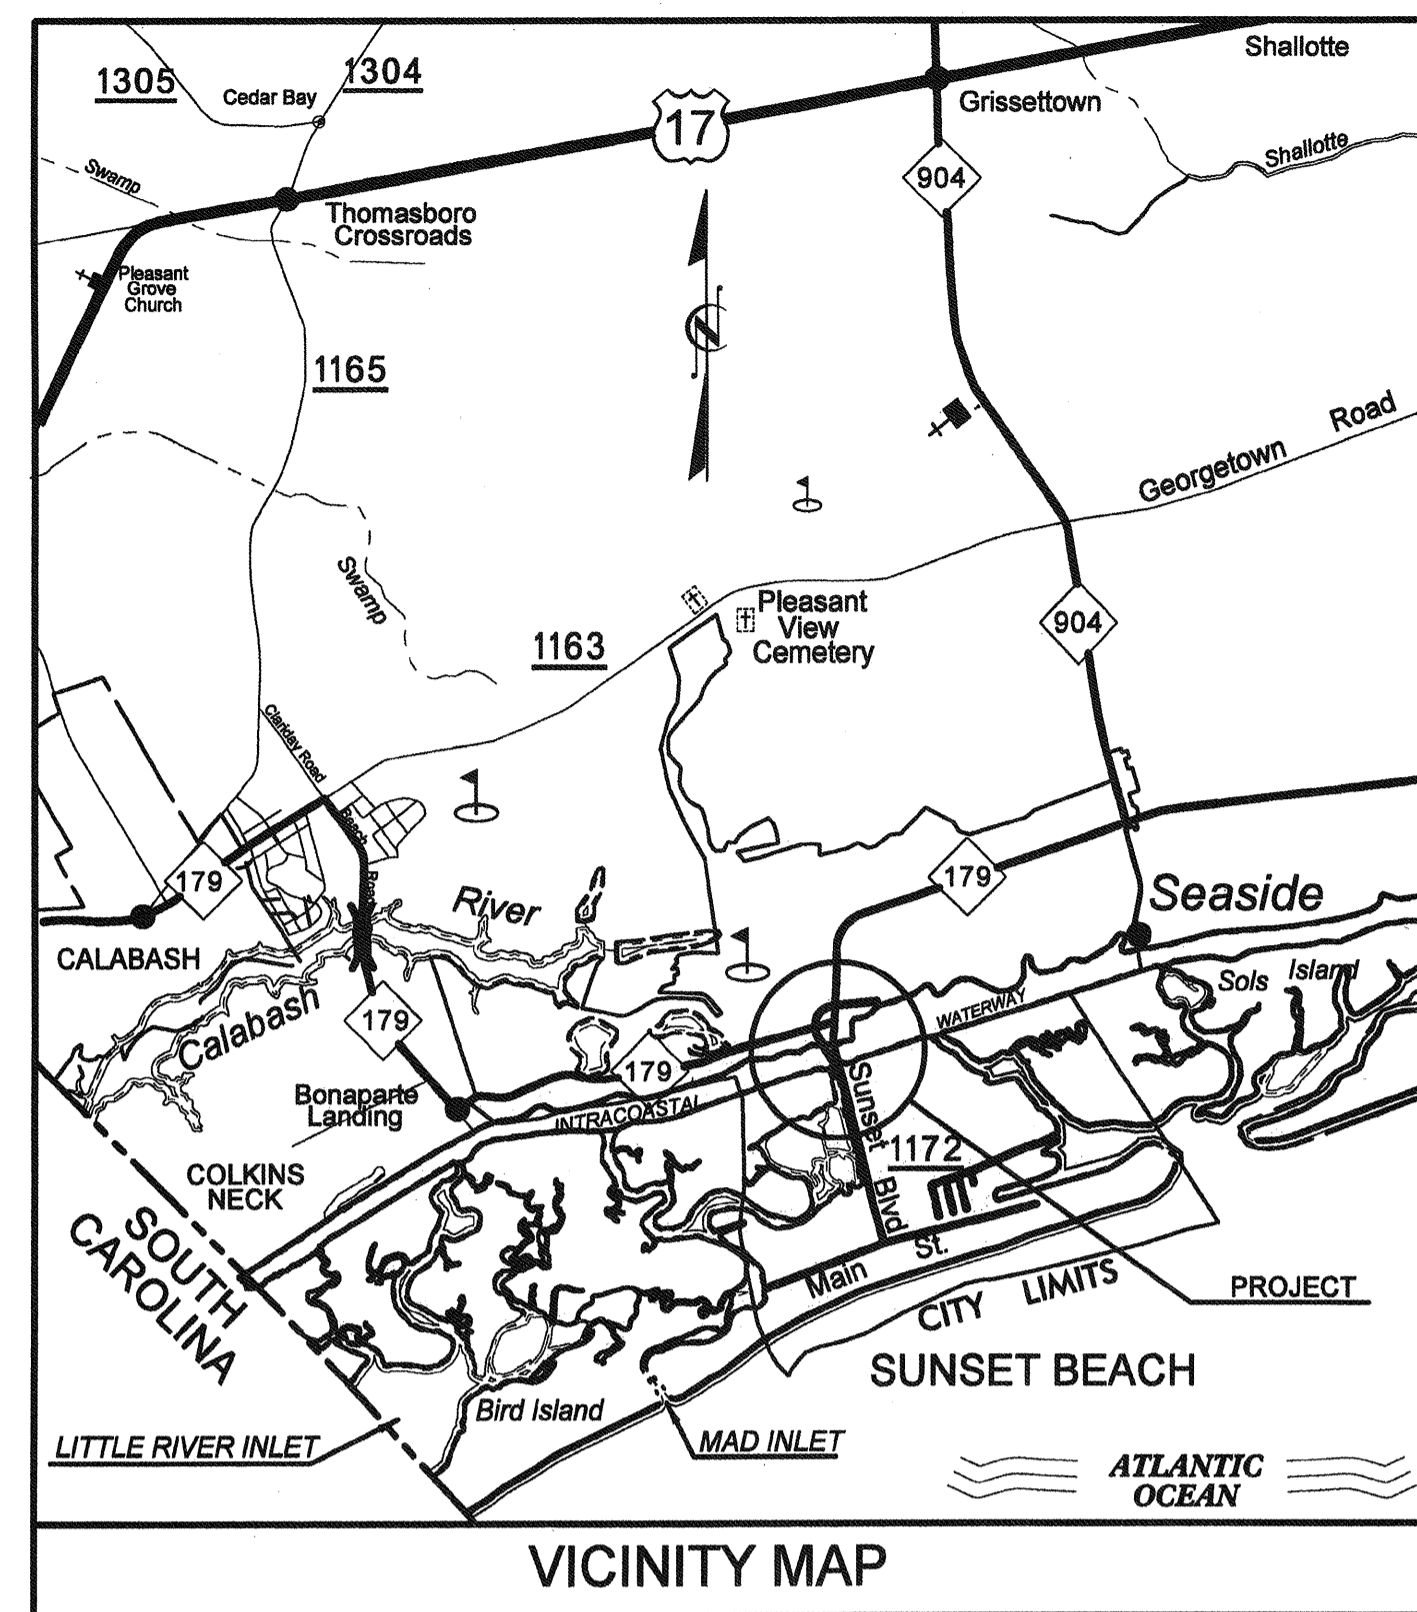 1305
1304
Cedar Bay
Shallotte
17
Grissettown
904
Shallotte
Swamp
Thomasboro
Crossroads
Pleasant
Grove
Church
N
1165
Georgetown Road
Swamp
Pleasant
View
Cemetery
904
1163
Clariday Road
Beach Road
179
179
River
Seaside
CALABASH
Calabash
Sols Island
WATERWAY
179
179
Bonaparte
Landing
INTRACOASTAL
Sunset Blvd
1172
COLKINS
NECK
SOUTH
CAROLINA
Main St.
CITY LIMITS
PROJECT
SUNSET BEACH
Bird Island
LITTLE RIVER INLET
MAD INLET
ATLANTIC
OCEAN
VICINITY MAP